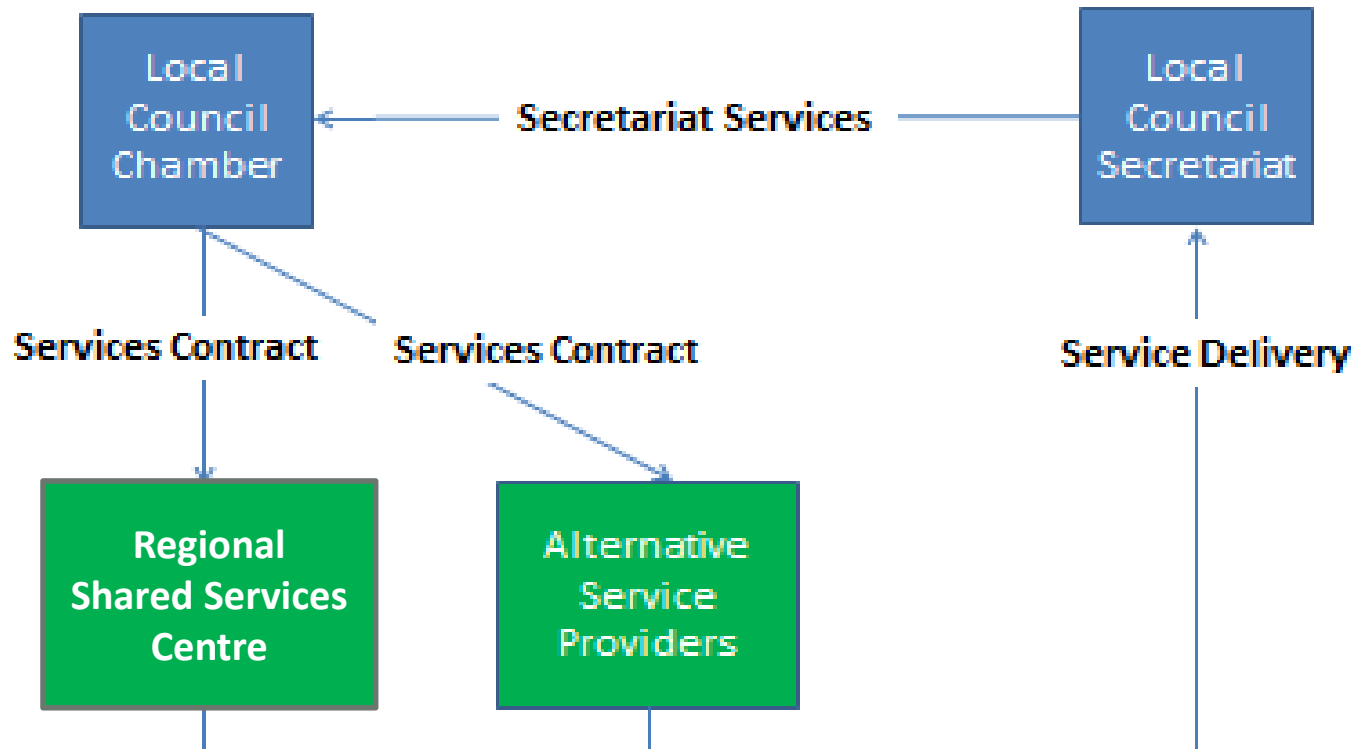 Local
Council
Chamber
Secretariat Services
Local
Council
Secretariat
Services Contract
Services Contract
Service Delivery
Regional
Shared Services
Centre
Alternative
Service
Providers